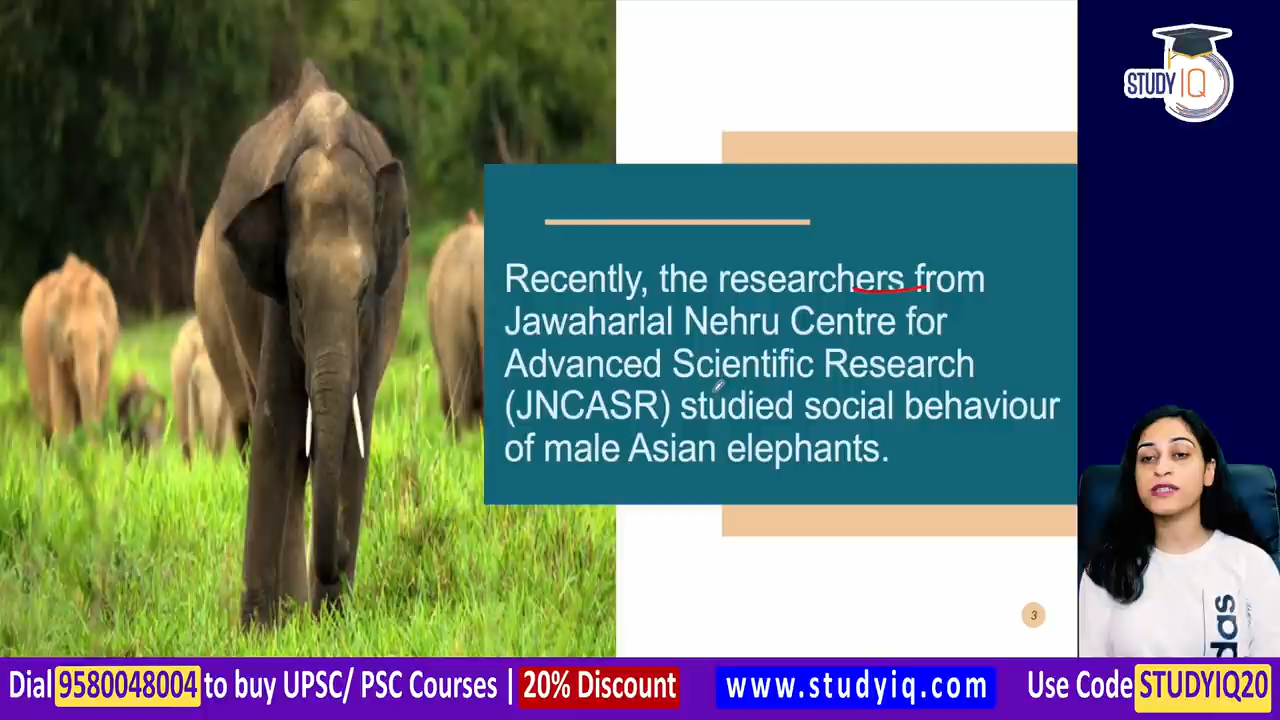 STUDY IQ
Recently, the researchers from
Jawaharlal Nehru Centre for
Advanced Scientific Research
(JNCASR) studied social behaviour
of male Asian elephants.
3
adidas
Dial 9580048004 to buy UPSC/ PSC Courses | 20% Discount www.studyiq.com Use Code STUDYIQ20